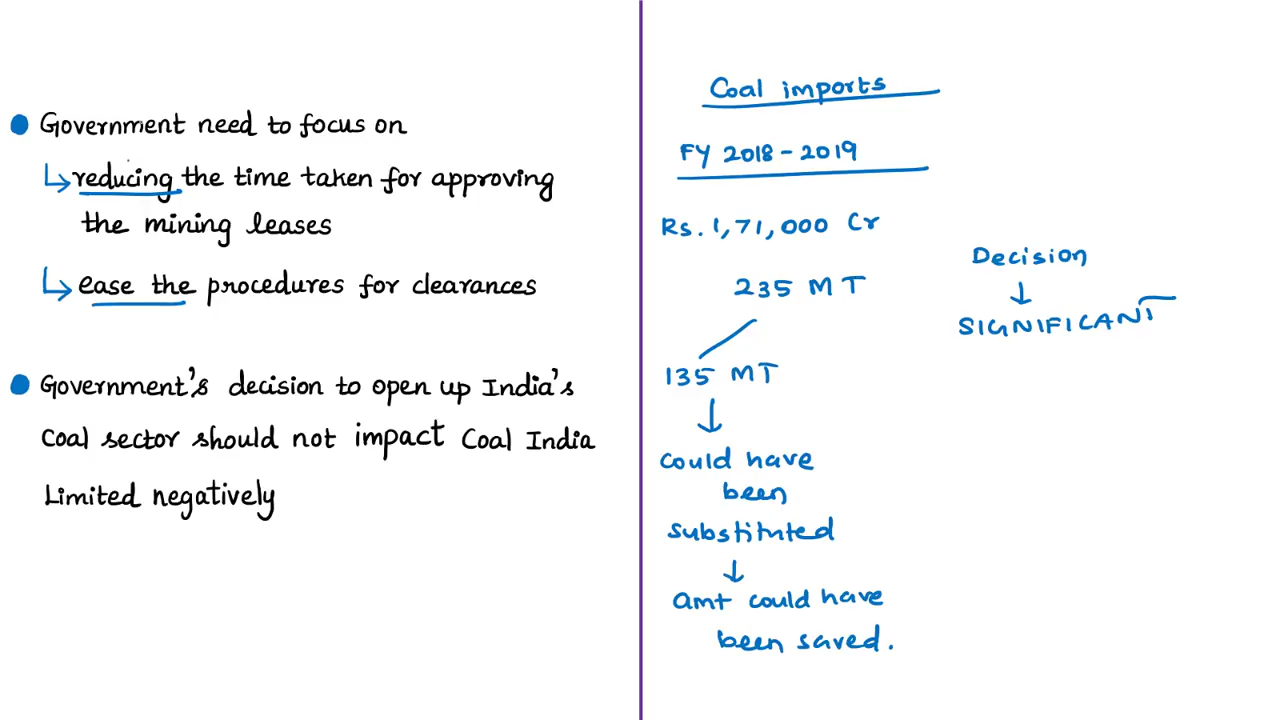 Government need to focus on
reducing the time taken for approving
the mining leases
ease the procedures for clearances
Government's decision to open up India's
Coal sector should not impact Coal India
Limited negatively
Coal imports
FY 2018-2019
Rs. 1,71,000 Cr
235 MT
135 MT
Could have
been
substituted
amt could have
been saved.
Decision
SIGNIFICANT